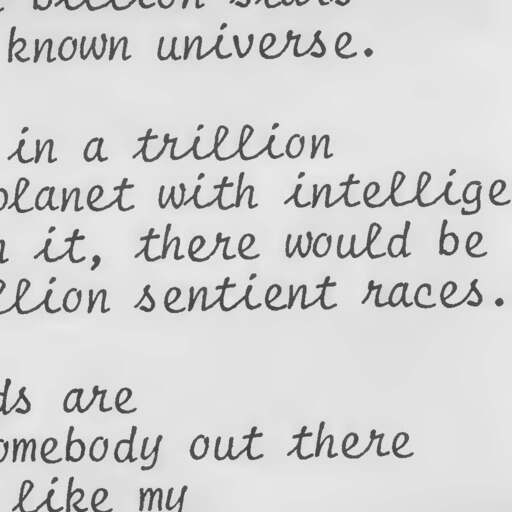 billion stars
known universe.
in a trillion
planet with intellige
it, there would be
llion sentient races.
ds are
omebody out there
like my